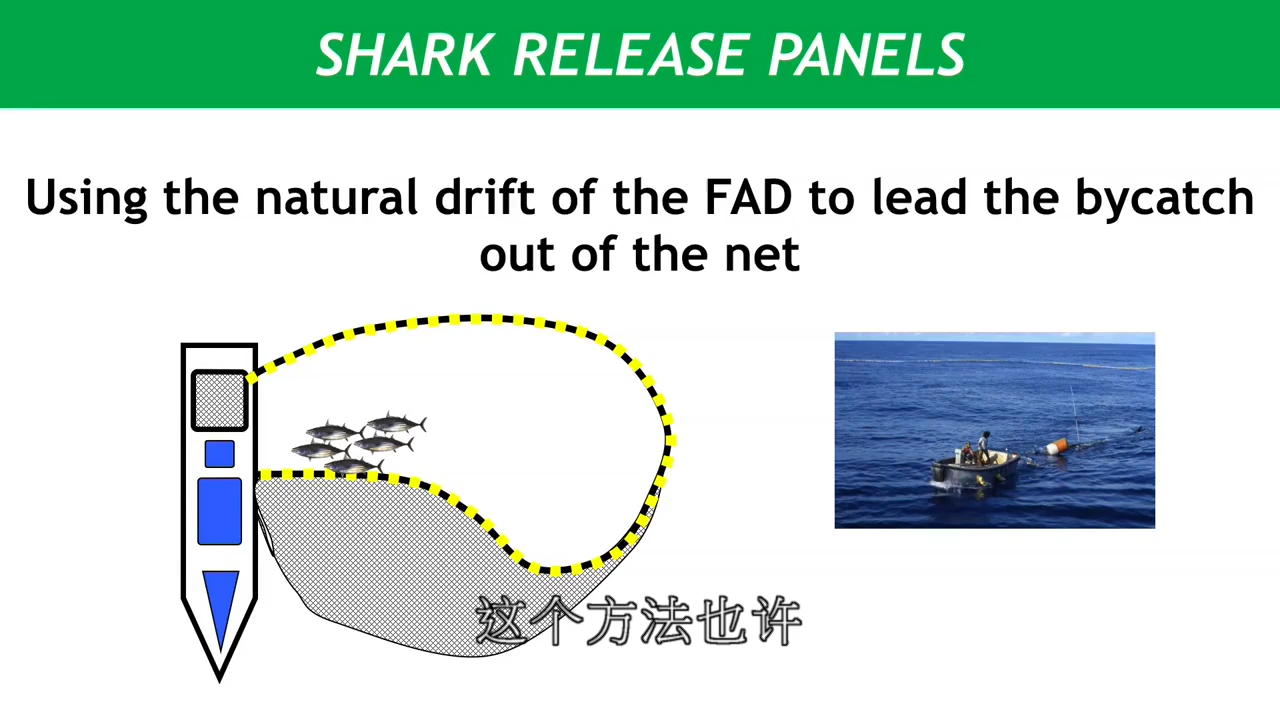 SHARK RELEASE PANELS
Using the natural drift of the FAD to lead the bycatch
out of the net
这个方法也许